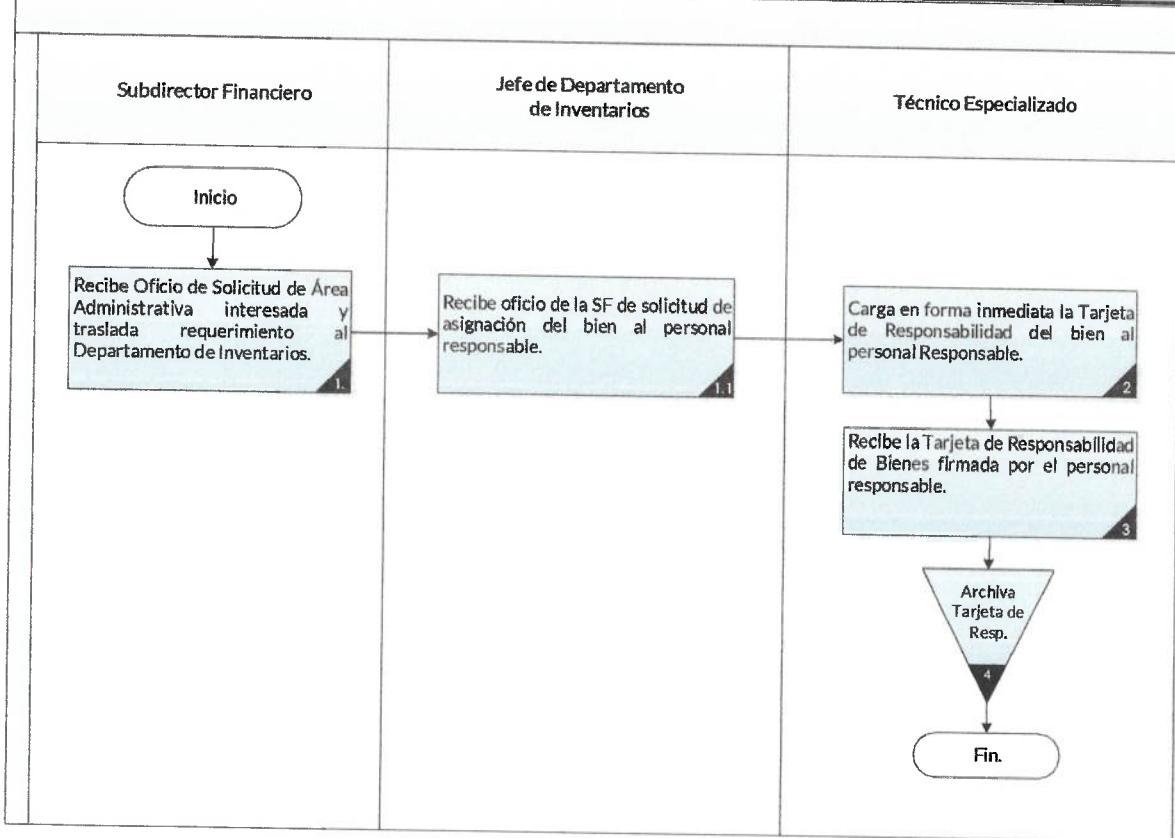 Subdirector Financiero
Jefe de Departamento
de Inventarios
Técnico Especializado
Inicio
Recibe Oficio de Solicitud de Área
Administrativa interesada y
traslada requerimiento al
Departamento de Inventarios.
1.
Recibe oficio de la SF de solicitud de
asignación del bien al personal
responsable.
1.1
Carga en forma inmediata la Tarjeta
de Responsabilidad del bien al
personal Responsable.
2
Recibe la Tarjeta de Responsabilidad
de Bienes firmada por el personal
responsable.
3
Archiva
Tarjeta de
Resp.
4
Fin.